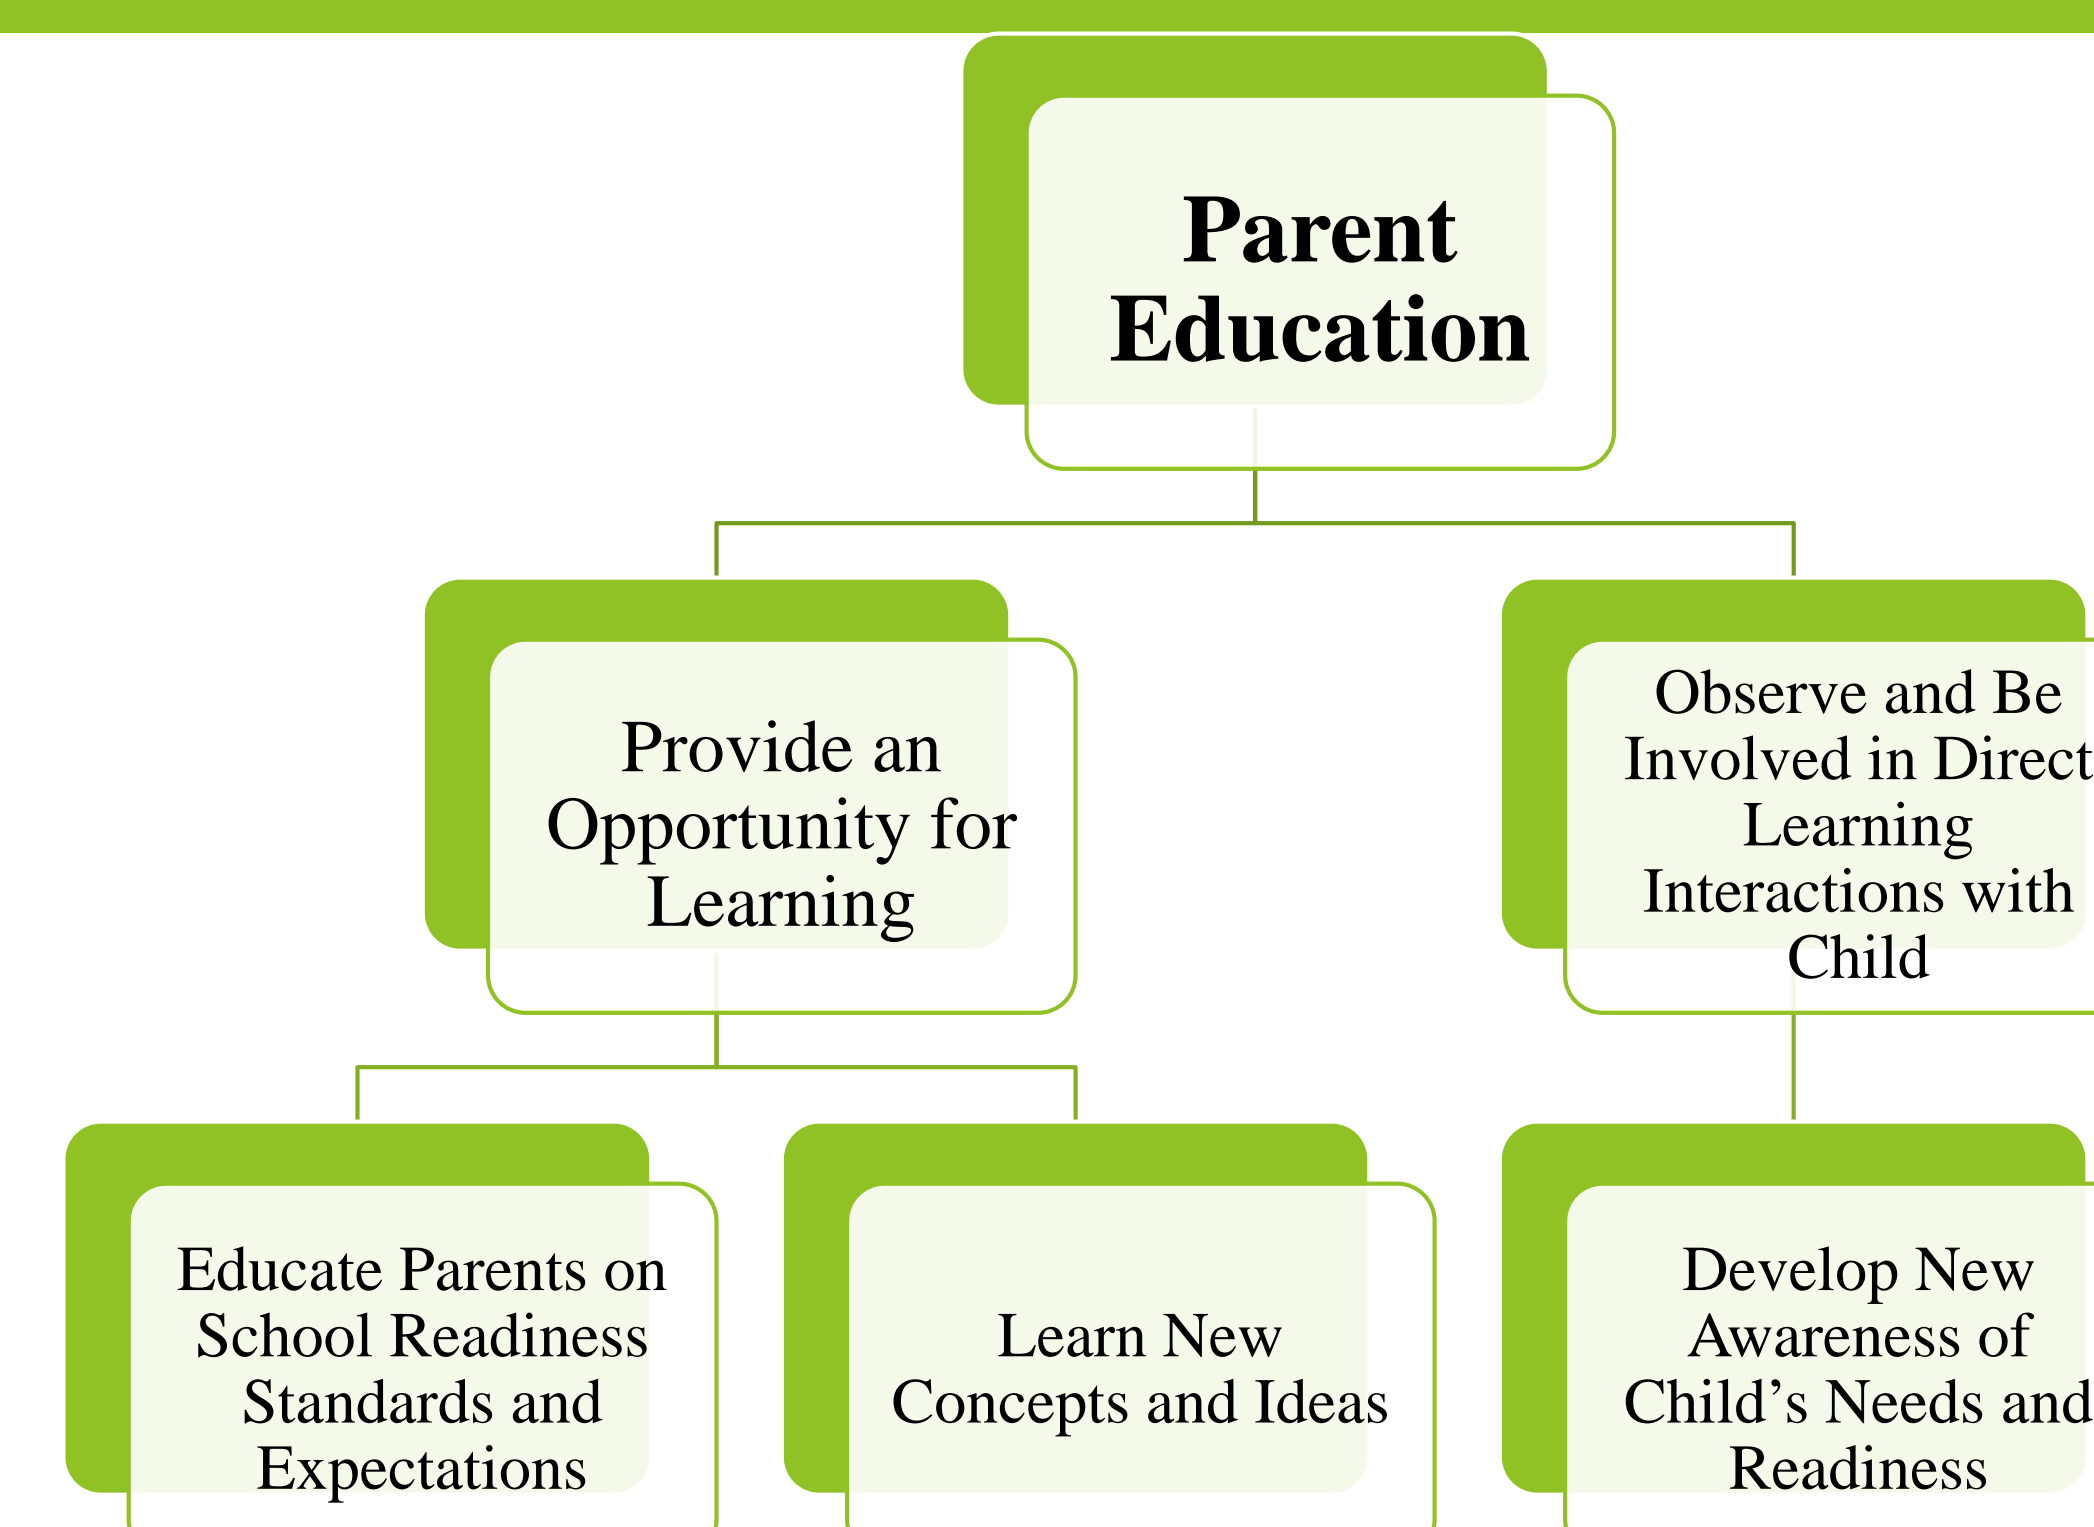 Parent
Education
Provide an
Opportunity for
Learning
Observe and Be
Involved in Direct
Learning
Interactions with
Child
Educate Parents on
School Readiness
Standards and
Expectations
Learn New
Concepts and Ideas
Develop New
Awareness of
Child’s Needs and
Readiness